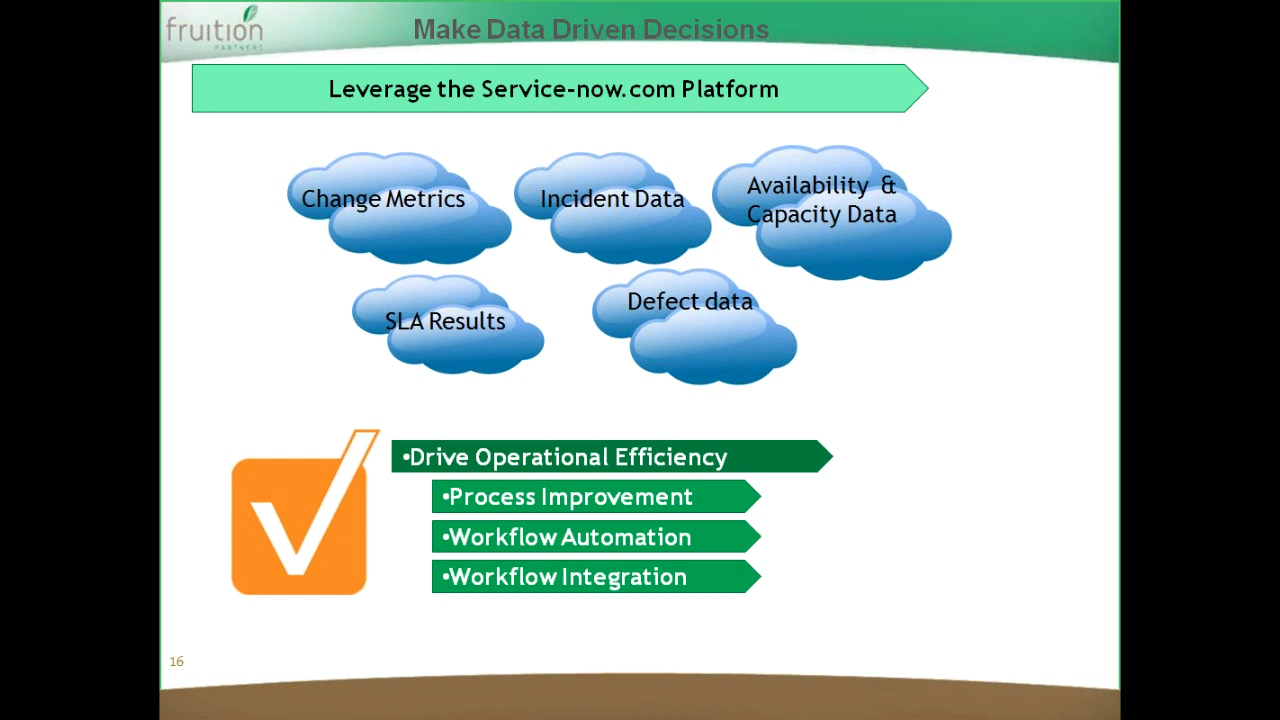 fruition
PARTNERS
Make Data Driven Decisions
Leverage the Service-now.com Platform
Change Metrics
Incident Data
Availability &
Capacity Data
SLA Results
Defect data
•Drive Operational Efficiency
•Process Improvement
•Workflow Automation
•Workflow Integration
16